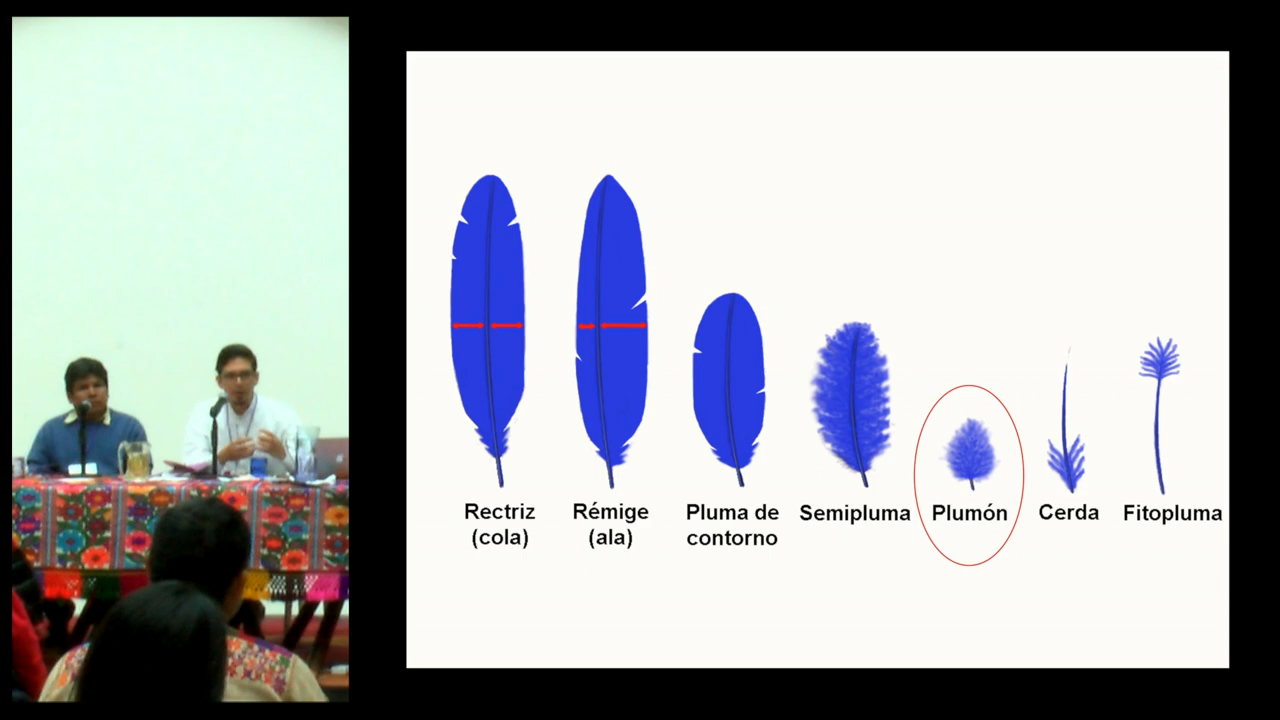 Rectriz
(cola)
Rémige
(ala)
Pluma de
contorno
Semipluma
Plumón
Cerda
Fitopluma